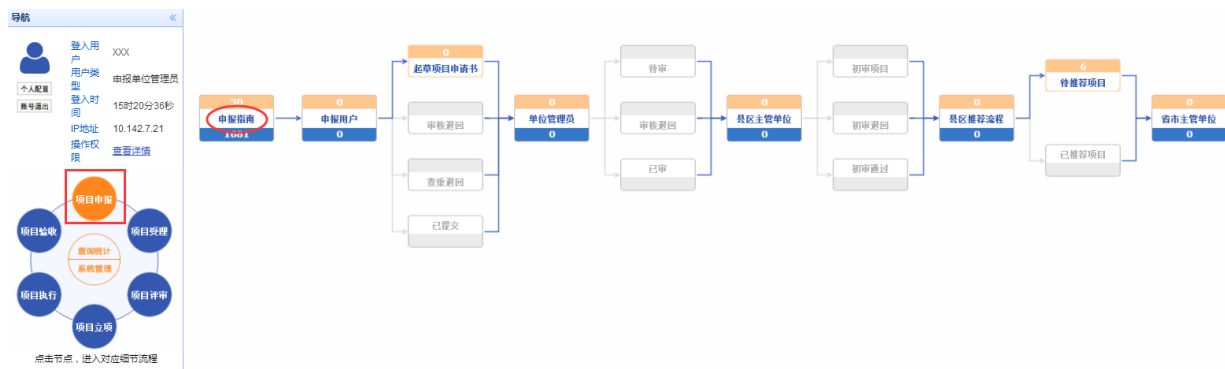 导航
«
登入用户
XXX
用户类型
申报单位管理员
登入时间
15时20分36秒
IP地址
10.142.7.21
操作权限
查看详情
个人配置
账号退出
项目申报
项目验收
项目受理
查询统计
系统管理
项目执行
项目评审
项目立项
点击节点，进入对应细节流程
30
申报指南
1681
0
申报用户
0
0
起草项目申请书
审核退回
查重退回
已提交
0
单位管理员
0
待审
审核退回
已审
0
县区主管单位
0
初审项目
初审退回
初审通过
0
县区推荐流程
0
6
待推荐项目
已推荐项目
0
省市主管单位
0